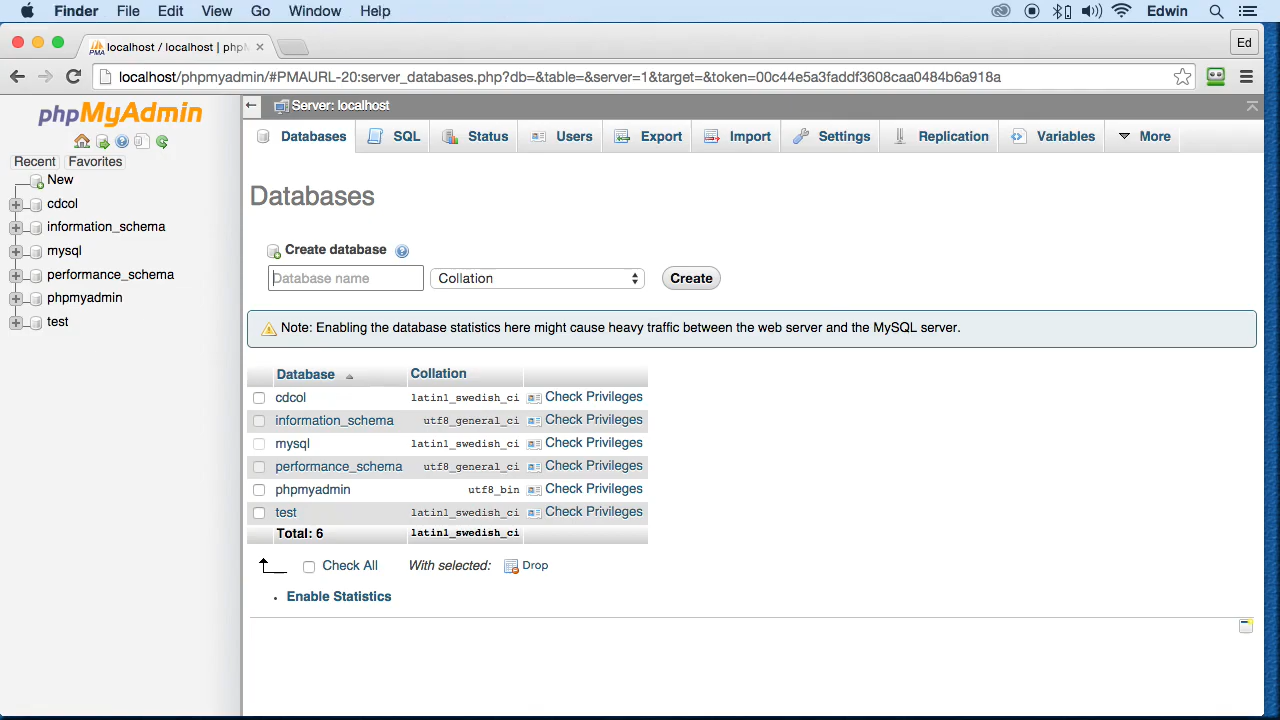 Finder File Edit View Go Window Help Edwin
localhost / localhost | phpM Ed
localhost/phpmyadmin/#PMAURL-20:server_databases.php?db=&table=&server=1&target=&token=00c44e5a3faddf3608caa0484b6a918a
phpMyAdmin
Recent Favorites
New
cdcol
information_schema
mysql
performance_schema
phpmyadmin
test
Server: localhost
Databases SQL Status Users Export Import Settings Replication Variables More
Databases
Create database
Database name Collation Create
Note: Enabling the database statistics here might cause heavy traffic between the web server and the MySQL server.
Database Collation
cdcol latin1_swedish_ci Check Privileges
information_schema utf8_general_ci Check Privileges
mysql latin1_swedish_ci Check Privileges
performance_schema utf8_general_ci Check Privileges
phpmyadmin utf8_bin Check Privileges
test latin1_swedish_ci Check Privileges
Total: 6 latin1_swedish_ci
Check All With selected: Drop
Enable Statistics